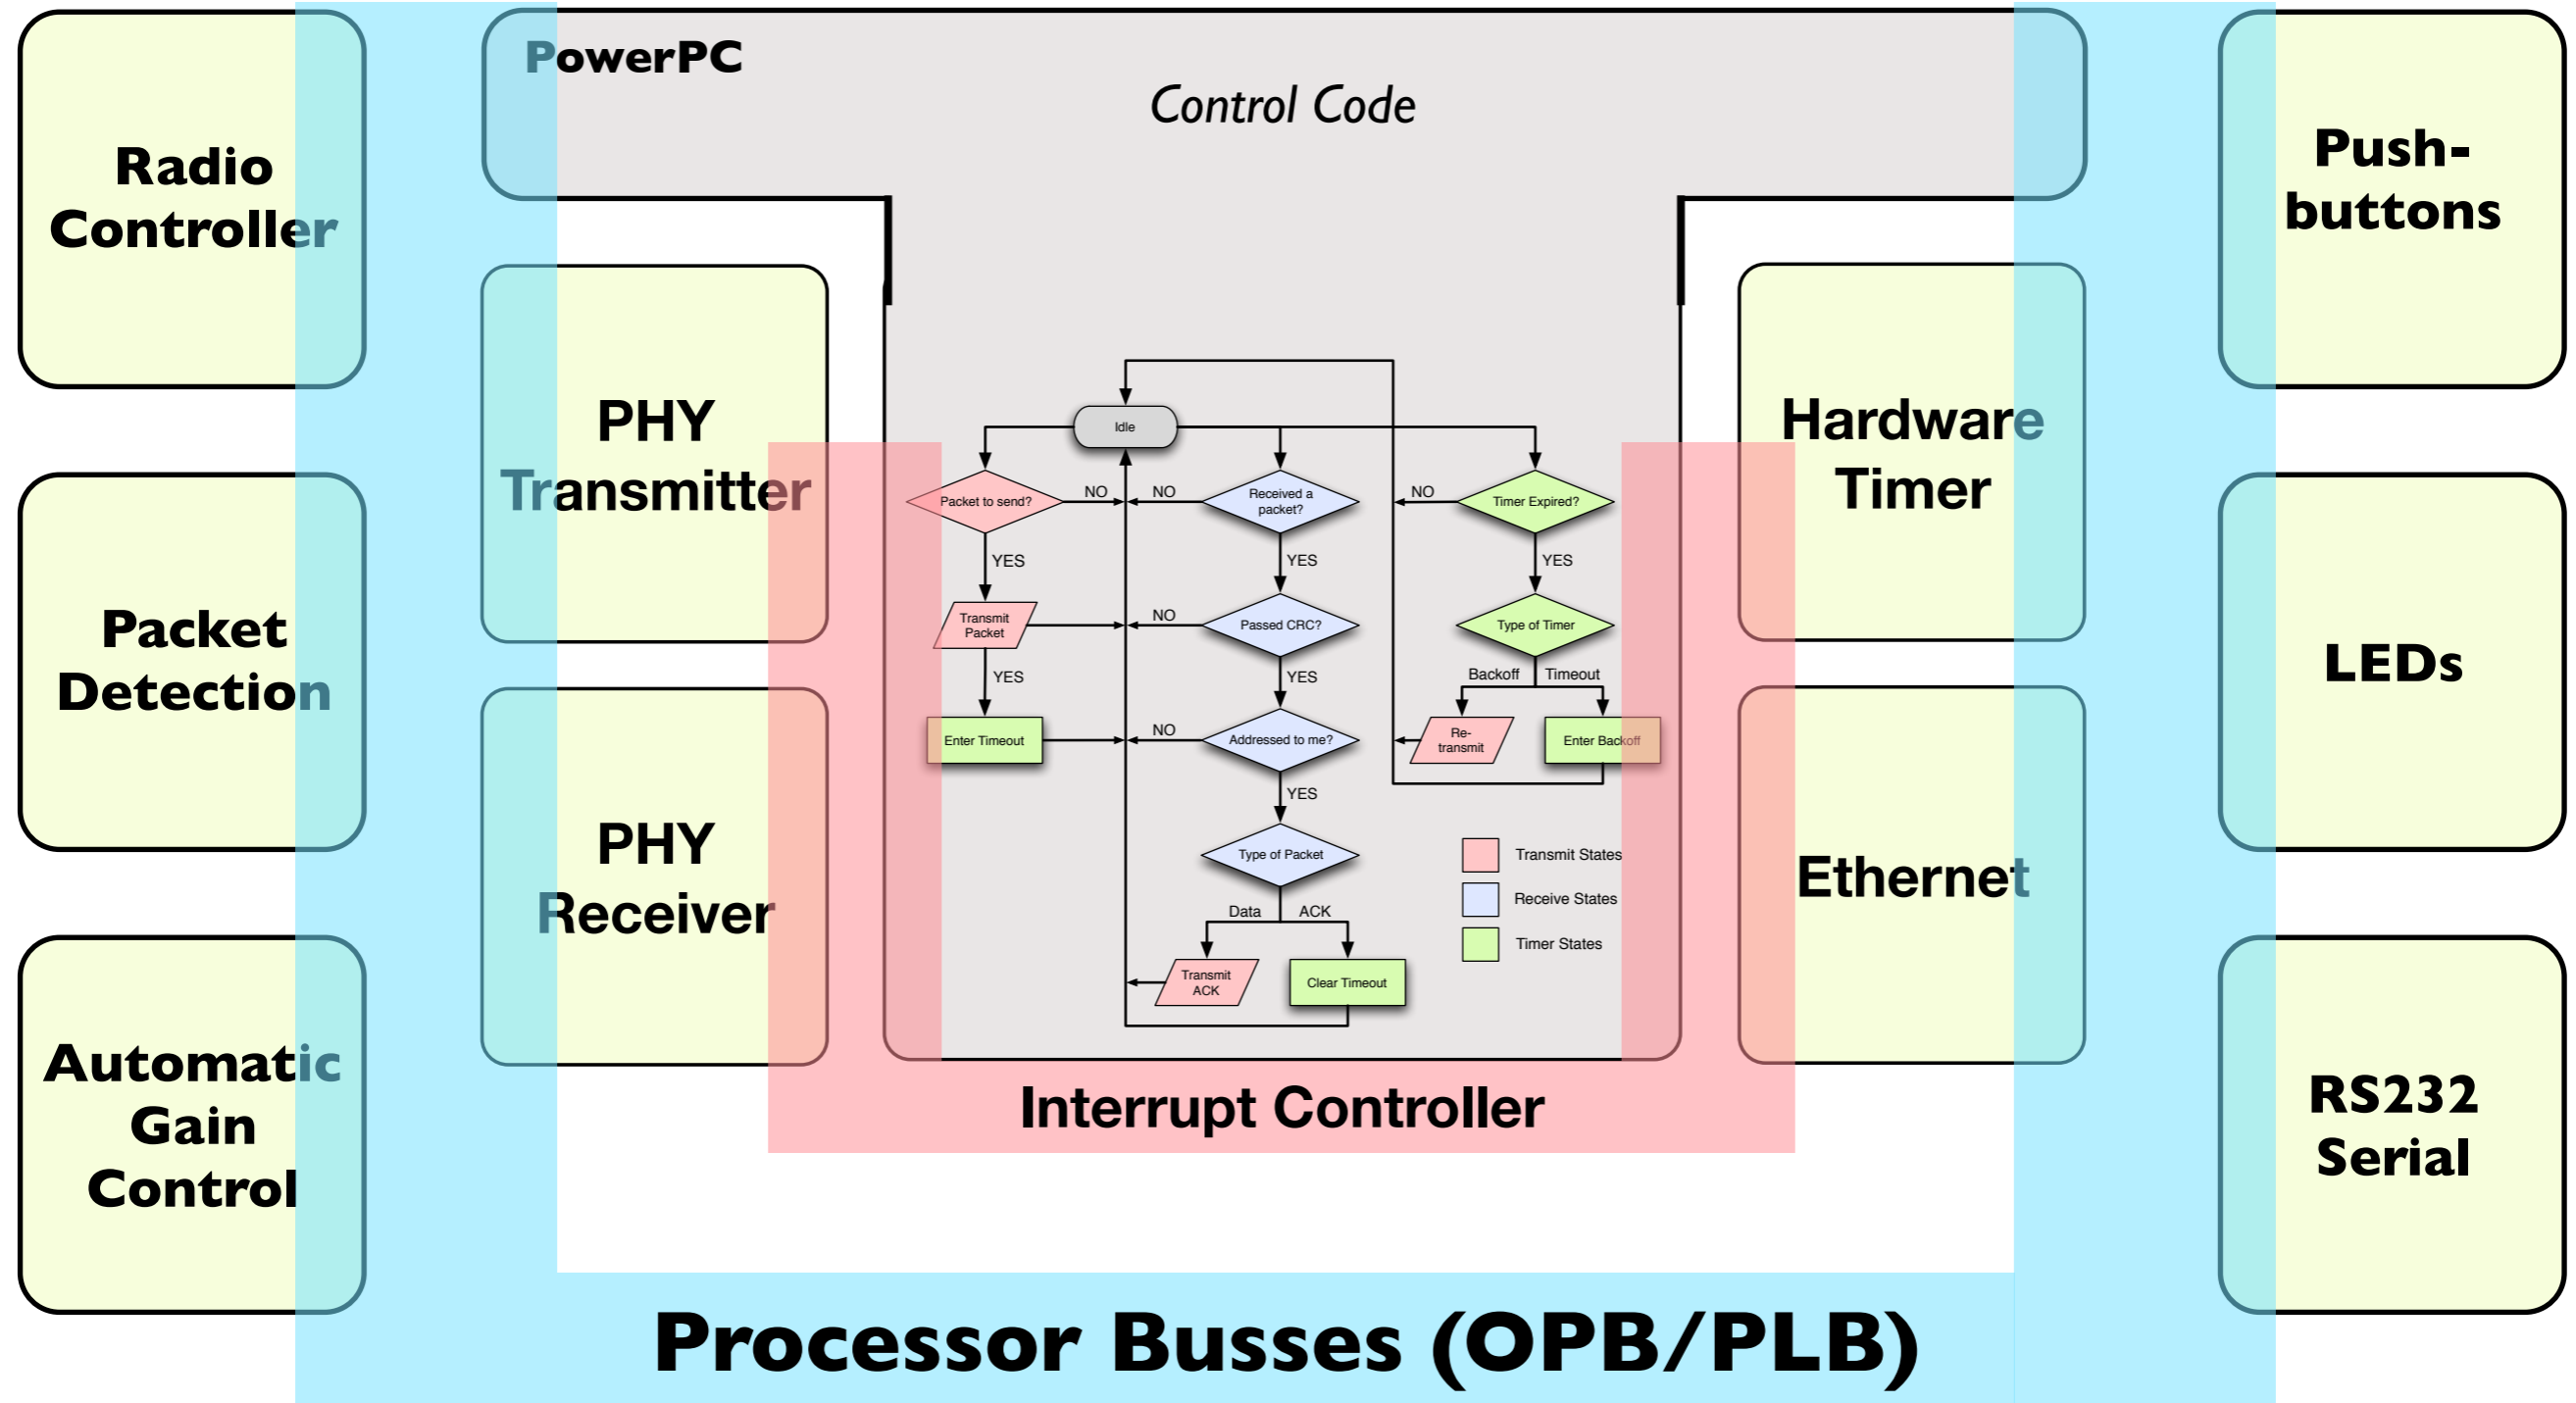 PowerPC
Control Code
Radio
Controller
Packet
Detection
Automatic
Gain
Control
PHY
Transmitter
PHY
Receiver
Idle
Packet to send?
NO
NO
Received a
packet?
NO
Timer Expired?
YES
YES
YES
Transmit
Packet
NO
Passed CRC?
Type of Timer
YES
YES
Backoff
Timeout
Enter Timeout
NO
Addressed to me?
Re-
transmit
Enter Backoff
YES
Type of Packet
Data
ACK
Transmit
ACK
Clear Timeout
Transmit States
Receive States
Timer States
Interrupt Controller
Hardware
Timer
Ethernet
Push-
buttons
LEDs
RS232
Serial
Processor Busses (OPB/PLB)